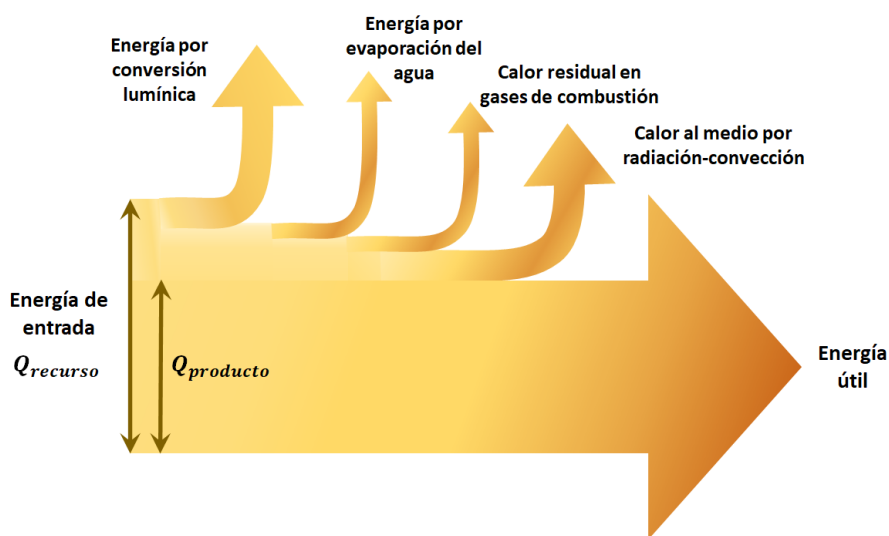 Energía por
conversión
lumínica
Energía por
evaporación del
agua
Calor residual en
gases de combustión
Calor al medio por
radiación-convección
Energía de
entrada
Qrecurso
Qproducto
Energía
útil